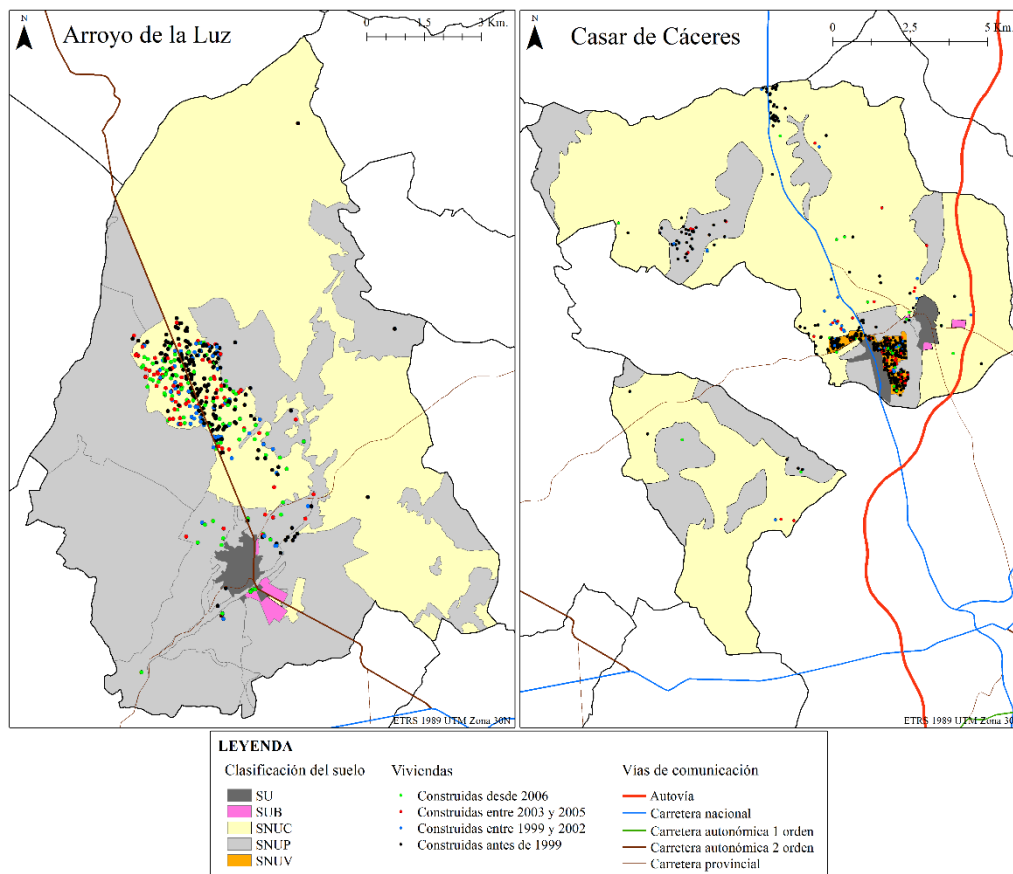 N
Arroyo de la Luz
0 1.5 3 Km.
ETRS 1989 UTM Zona 30N
N
Casar de Cáceres
0 2.5 5 Km.
ETRS 1989 UTM Zona 30
LEYENDA
Clasificación del suelo
SU
SUB
SNUC
SNUP
SNUV
Viviendas
Construidas desde 2006
Construidas entre 2003 y 2005
Construidas entre 1999 y 2002
Construidas antes de 1999
Vías de comunicación
Autovía
Carretera nacional
Carretera autonómica 1 orden
Carretera autonómica 2 orden
Carretera provincial